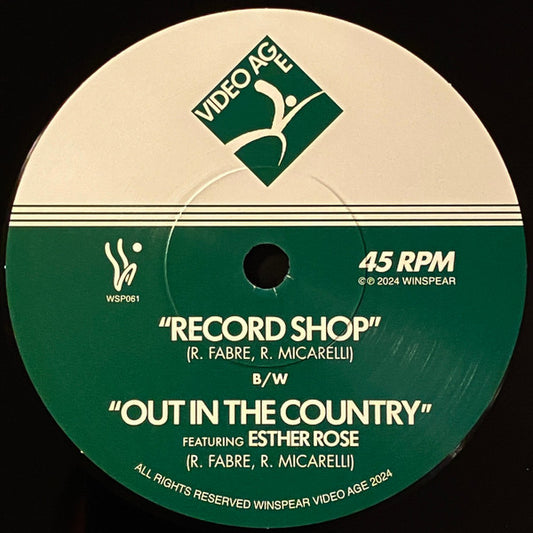 VIDEO AGE
45 RPM
WSP061
©℗ 2024 WINSPEAR
“RECORD SHOP”
(R. FABRE, R. MICARELLI)
B/W
“OUT IN THE COUNTRY”
FEATURING ESTHER ROSE
(R. FABRE, R. MICARELLI)
ALL RIGHTS RESERVED WINSPEAR VIDEO AGE 2024